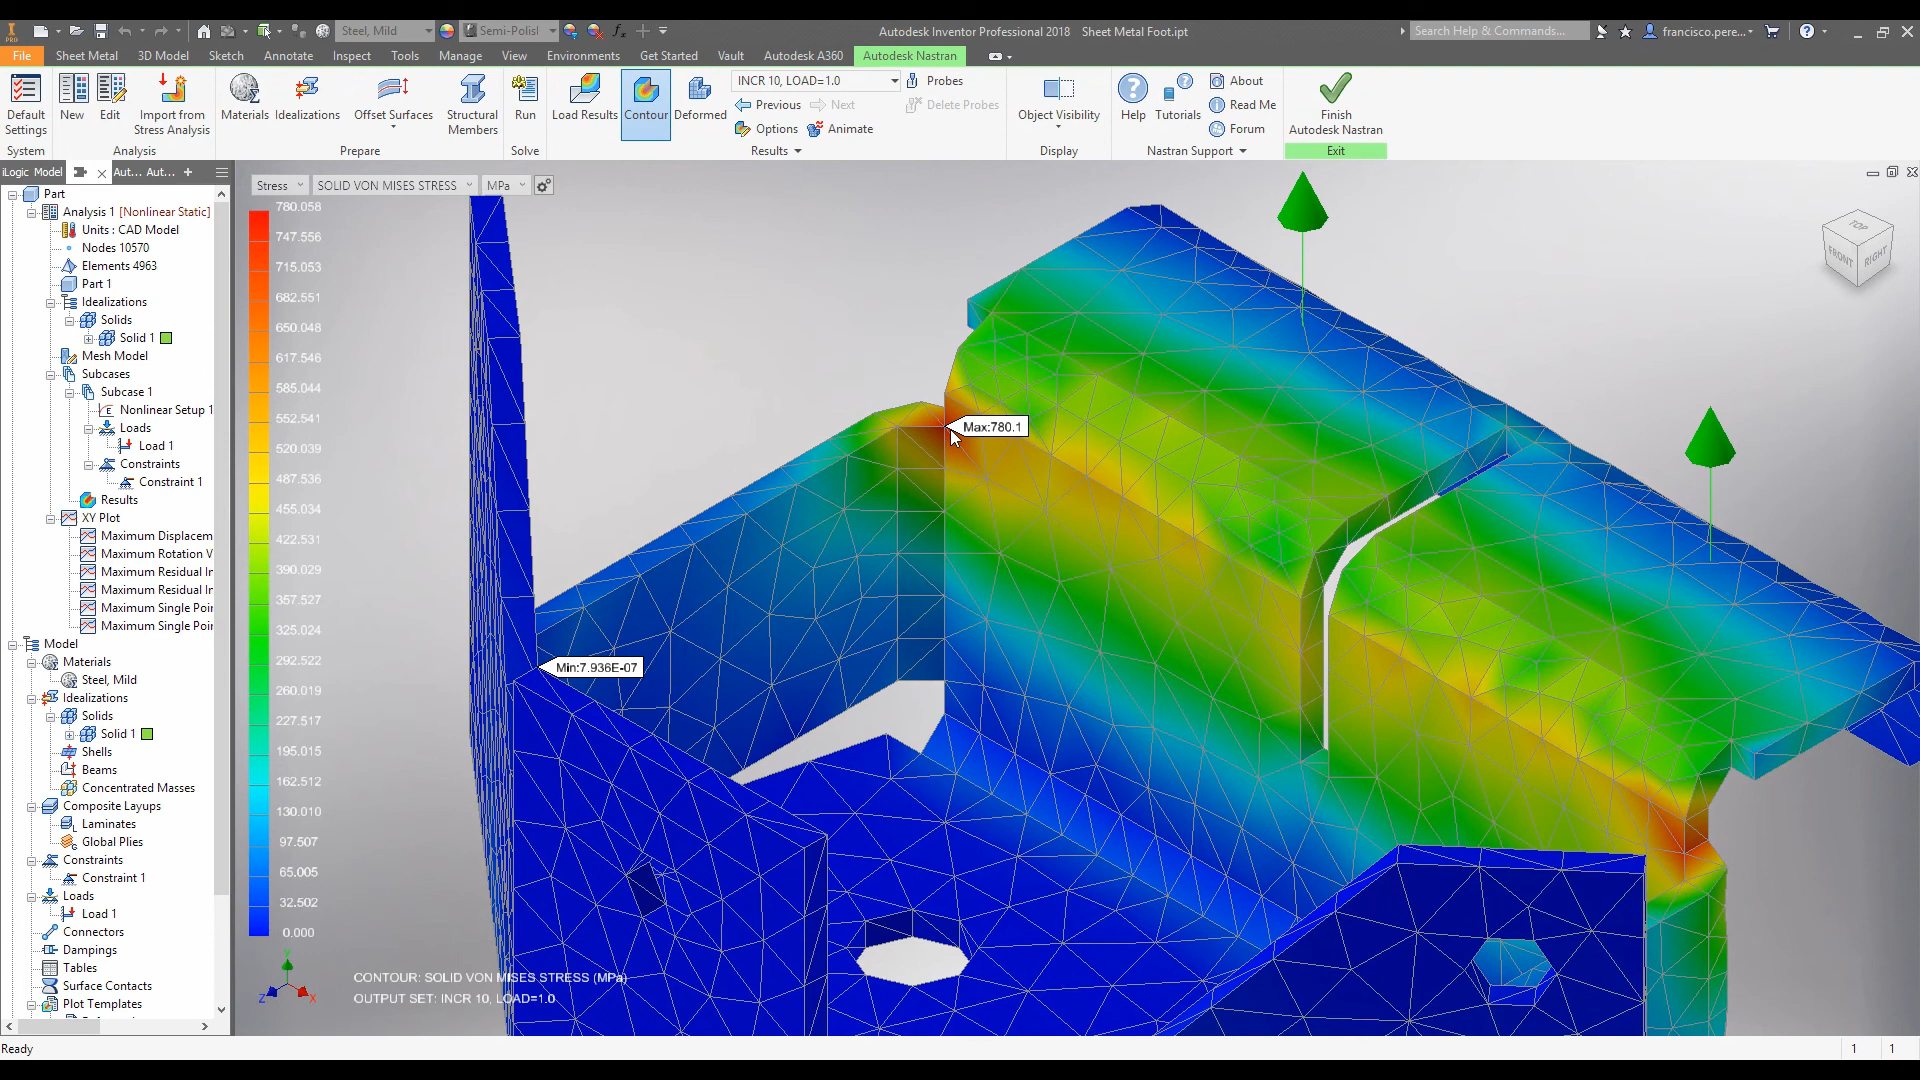 PRO
Steel, Mild
Semi-Polisl
Autodesk Inventor Professional 2018 Sheet Metal Foot.ipt
Search Help & Commands...
francisco.pere...
File Sheet Metal 3D Model Sketch Annotate Inspect Tools Manage View Environments Get Started Vault Autodesk A360 Autodesk Nastran
Default Settings
New
Edit
Import from Stress Analysis
Materials
Idealizations
Offset Surfaces
Structural Members
Run
Load Results
Contour
Deformed
INCR 10, LOAD=1.0
Previous Next
Options Animate
Probes
Delete Probes
Object Visibility
Help
Tutorials
About
Read Me
Forum
Finish Autodesk Nastran
System Analysis Prepare Solve Results Display Nastran Support Exit
iLogic Model Aut... Aut... +
Part
Analysis 1 [Nonlinear Static]
Units : CAD Model
Nodes 10570
Elements 4963
Part 1
Idealizations
Solids
Solid 1
Mesh Model
Subcases
Subcase 1
Nonlinear Setup 1
Loads
Load 1
Constraints
Constraint 1
Results
XY Plot
Maximum Displacem
Maximum Rotation V
Maximum Residual In
Maximum Residual In
Maximum Single Poin
Maximum Single Poin
Model
Materials
Steel, Mild
Idealizations
Solids
Solid 1
Shells
Beams
Concentrated Masses
Composite Layups
Laminates
Global Plies
Constraints
Constraint 1
Loads
Load 1
Connectors
Dampings
Tables
Surface Contacts
Plot Templates
Stress SOLID VON MISES STRESS MPa
780.058
747.556
715.053
682.551
650.048
617.546
585.044
552.541
520.039
487.536
455.034
422.531
390.029
357.527
325.024
292.522
260.019
227.517
195.015
162.512
130.010
97.507
65.005
32.502
0.000
Max:780.1
Min:7.936E-07
TOP
FRONT
RIGHT
Y
Z
X
CONTOUR: SOLID VON MISES STRESS (MPa)
OUTPUT SET: INCR 10, LOAD=1.0
Ready
1 1